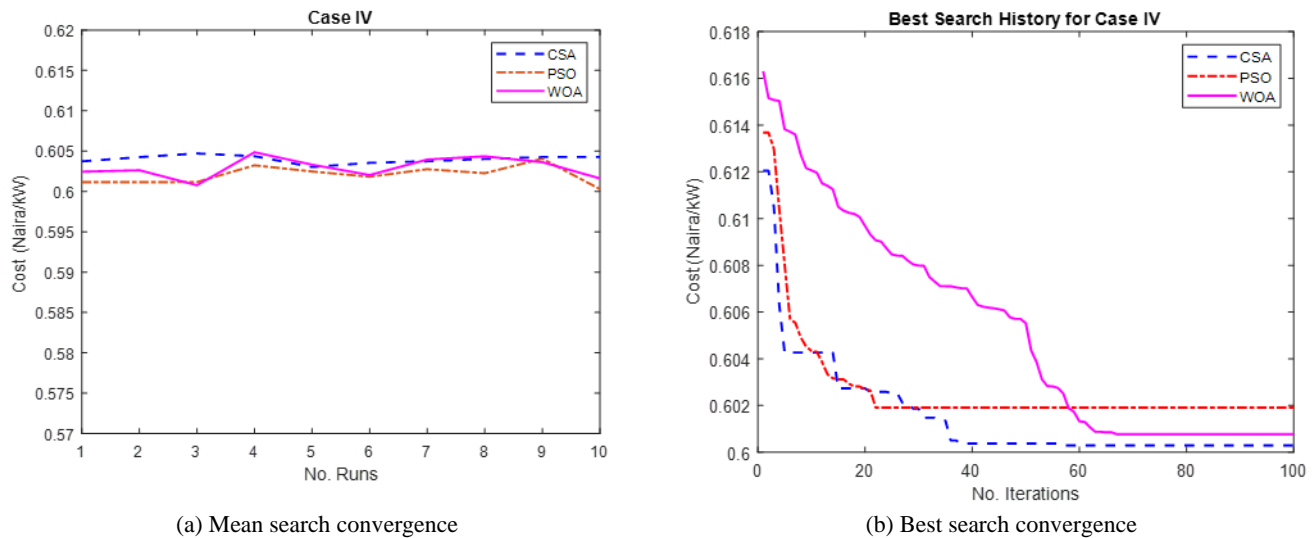 Case IV
0.62
0.615
0.61
0.605
0.6
0.595
0.59
0.585
0.58
0.575
0.57
Cost (Naira/kW)
CSA
PSO
WOA
1 2 3 4 5 6 7 8 9 10
No. Runs
(a) Mean search convergence
Best Search History for Case IV
0.618
0.616
0.614
0.612
0.61
0.608
0.606
0.604
0.602
0.6
Cost (Naira/kW)
CSA
PSO
WOA
0 20 40 60 80 100
No. Iterations
(b) Best search convergence